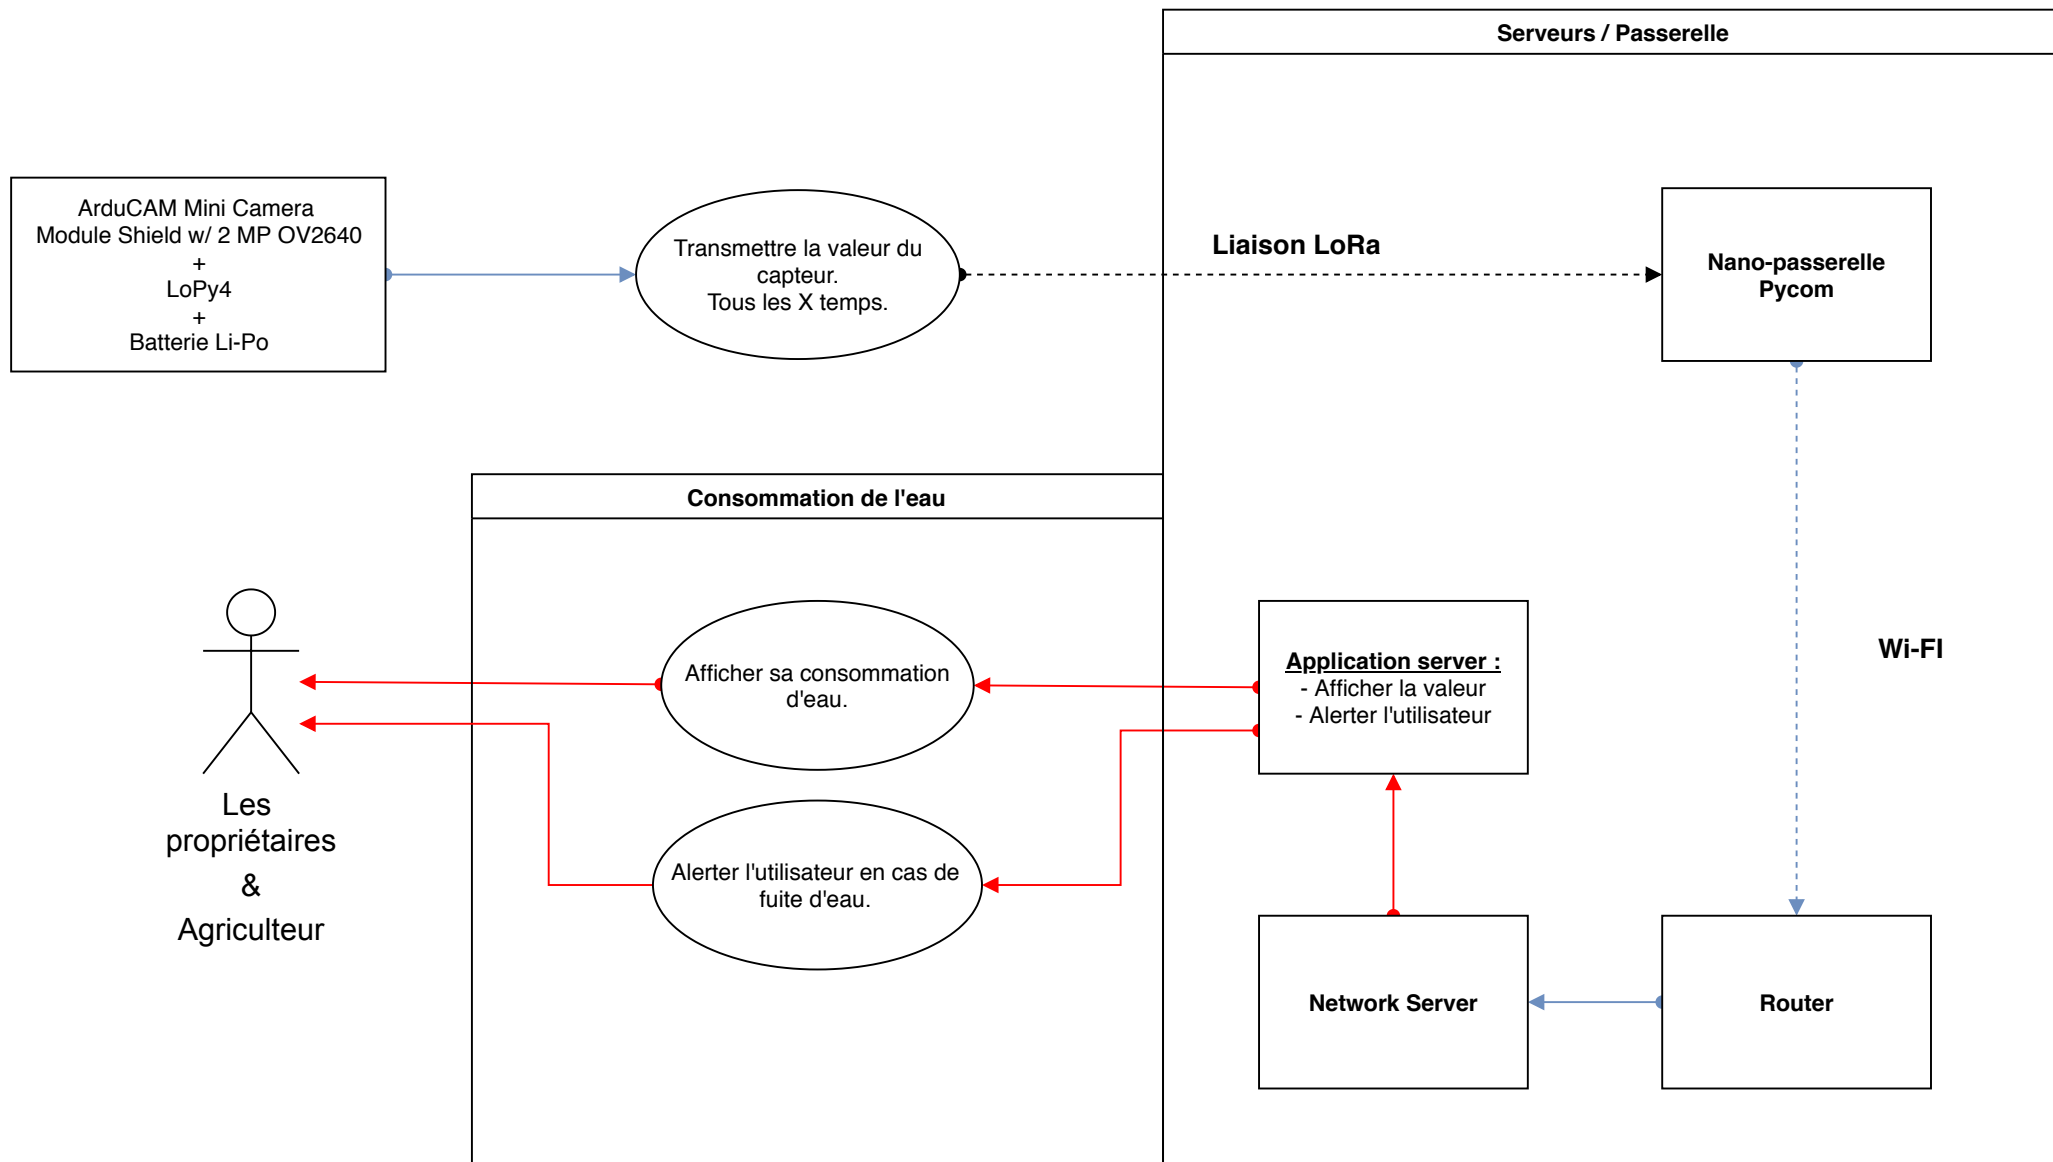 Serveurs / Passerelle
ArduCAM Mini Camera
Module Shield w/ 2 MP OV2640
+
LoPy4
+
Batterie Li-Po
Transmettre la valeur du
capteur.
Tous les X temps.
Liaison LoRa
Nano-passerelle
Pycom
Consommation de l'eau
Wi-FI
Afficher sa consommation
d'eau.
Application server :
- Afficher la valeur
- Alerter l'utilisateur
Les
propriétaires
&
Agriculteur
Alerter l'utilisateur en cas de
fuite d'eau.
Network Server
Router